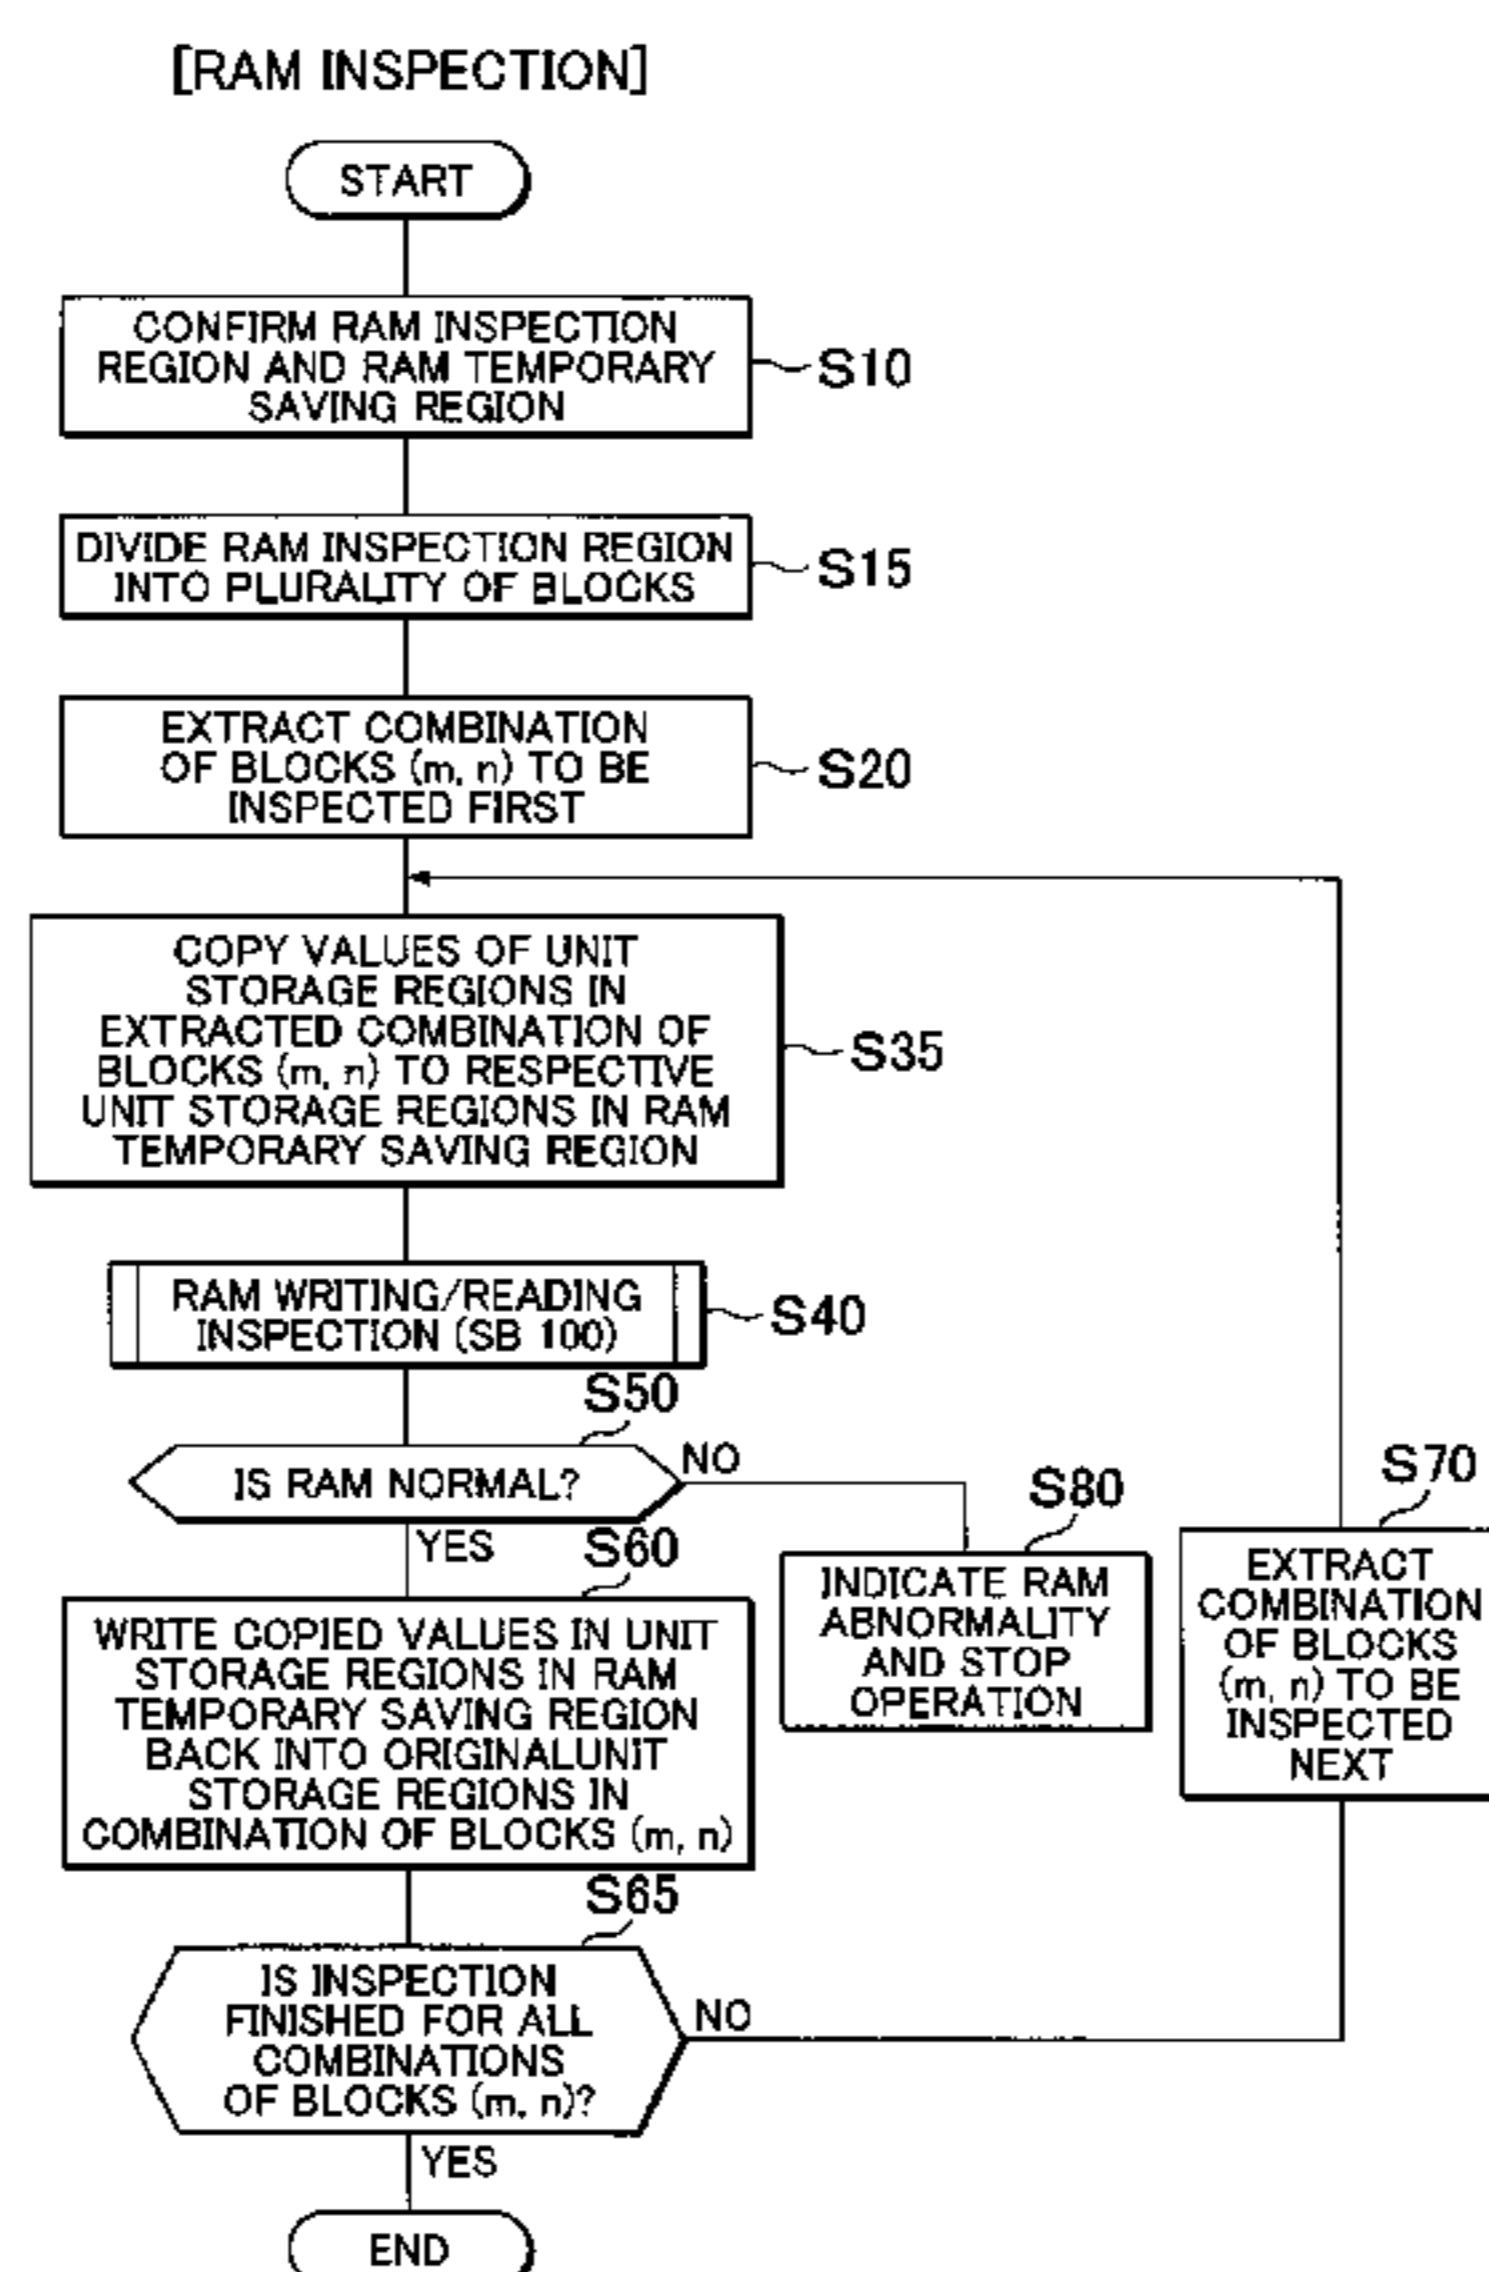 [RAM INSPECTION]
START
CONFIRM RAM INSPECTION
REGION AND RAM TEMPORARY
SAVING REGION
S10
DIVIDE RAM INSPECTION REGION
INTO PLURALITY OF BLOCKS
S15
EXTRACT COMBINATION
OF BLOCKS (m, n) TO BE
INSPECTED FIRST
S20
COPY VALUES OF UNIT
STORAGE REGIONS IN
EXTRACTED COMBINATION OF
BLOCKS (m, n) TO RESPECTIVE
UNIT STORAGE REGIONS IN RAM
TEMPORARY SAVING REGION
S35
RAM WRITING/READING
INSPECTION (SB 100)
S40
S50
IS RAM NORMAL?
NO
YES
S80
INDICATE RAM
ABNORMALITY
AND STOP
OPERATION
S60
WRITE COPIED VALUES IN UNIT
STORAGE REGIONS IN RAM
TEMPORARY SAVING REGION
BACK INTO ORIGINALUNIT
STORAGE REGIONS IN
COMBINATION OF BLOCKS (m, n)
S70
EXTRACT
COMBINATION
OF BLOCKS
(m, n) TO BE
INSPECTED
NEXT
S65
IS INSPECTION
FINISHED FOR ALL
COMBINATIONS
OF BLOCKS (m, n)?
NO
YES
END